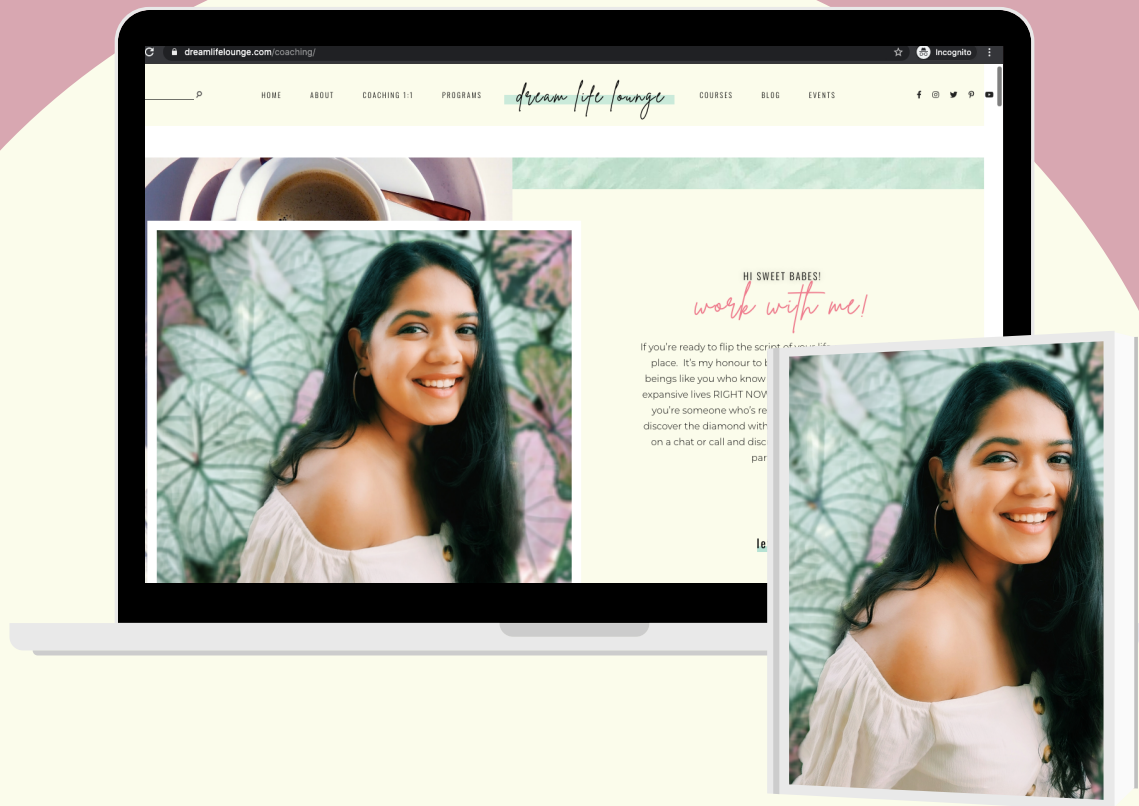 dreamlifelounge.com/coaching/
Incognito
HOME ABOUT COACHING 1:1 PROGRAMS dream life lounge COURSES BLOG EVENTS
HI SWEET BABES!
work with me!
If you're ready to flip the script of your life
place. It's my honour to b
beings like you who know
expansive lives RIGHT NOW
you're someone who's re
discover the diamond with
on a chat or call and disc
par
le